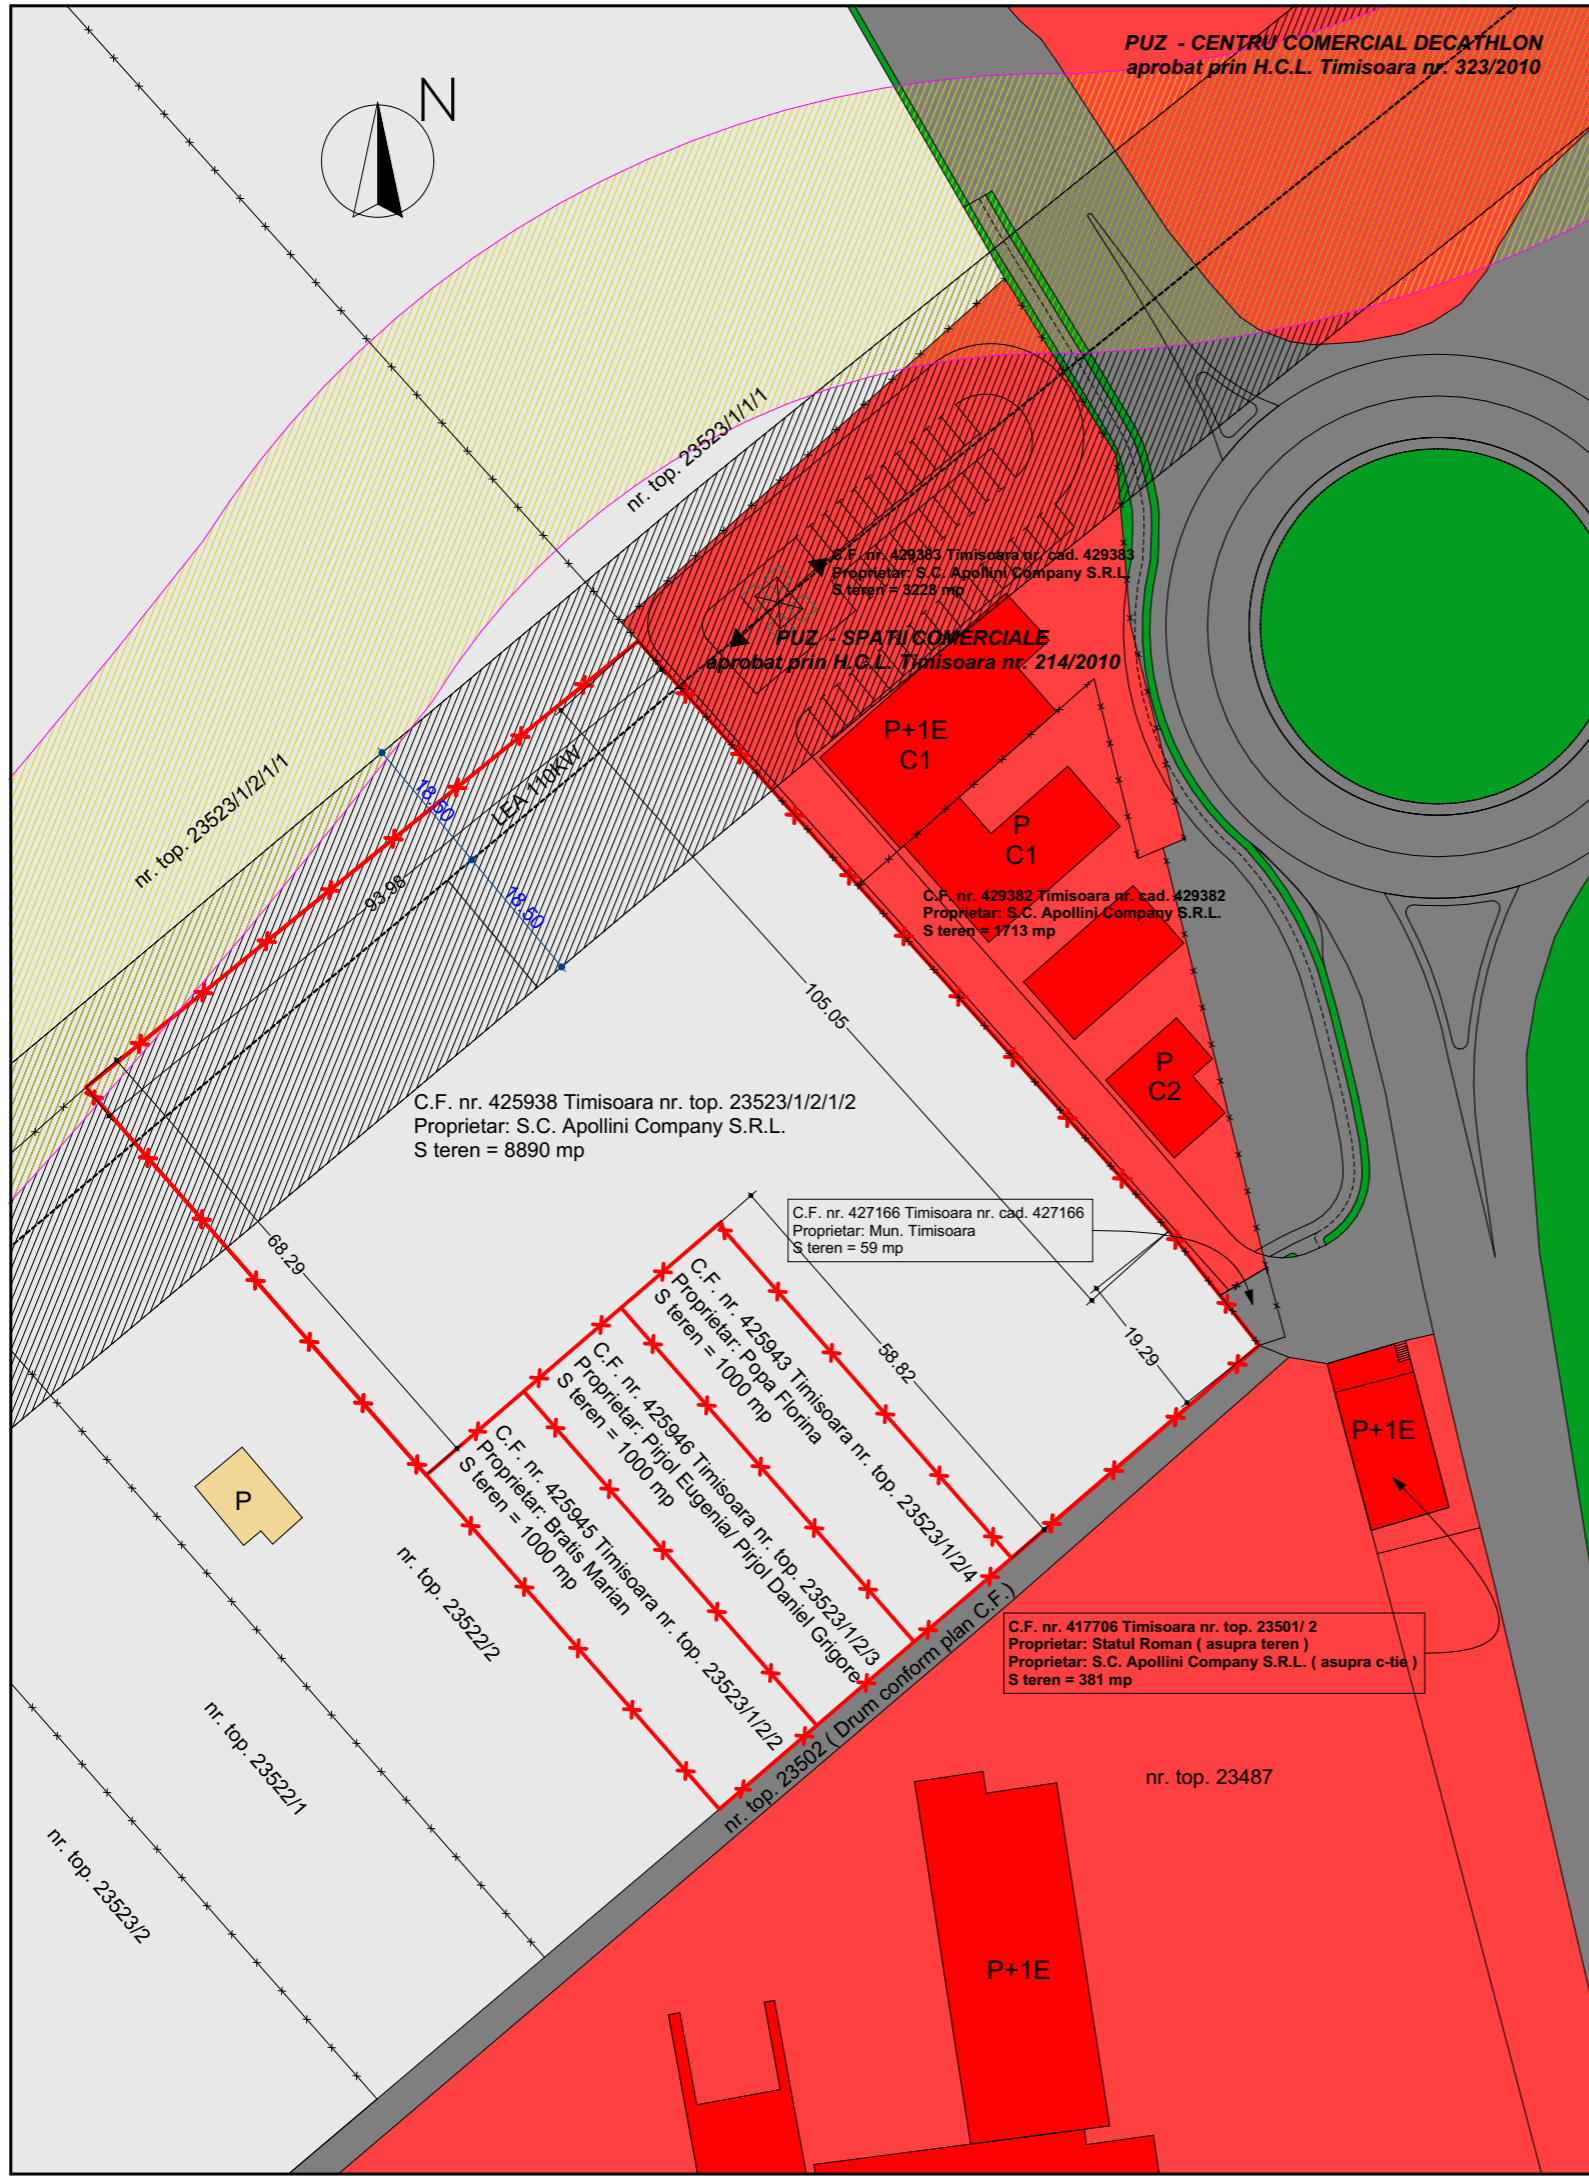 PUZ - CENTRU COMERCIAL DECATHLON
aprobat prin H.C.L. Timisoara nr. 323/2010
N
nr. top. 23523/1/1/1
C.F. nr. 429383 Timisoara nr. cad. 429383
Proprietar: S.C. Apollini Company S.R.L.
S teren = 3228 mp
PUZ - SPATII COMERCIALE
aprobat prin H.C.L. Timisoara nr. 214/2010
P+1E
C1
nr. top. 23523/1/2/1/1
18.50
LEA 110KW
93.98
18.50
P
C1
C.F. nr. 429382 Timisoara nr. cad. 429382
Proprietar: S.C. Apollini Company S.R.L.
S teren = 1713 mp
105.05
P
C2
C.F. nr. 425938 Timisoara nr. top. 23523/1/2/1/2
Proprietar: S.C. Apollini Company S.R.L.
S teren = 8890 mp
C.F. nr. 427166 Timisoara nr. cad. 427166
Proprietar: Mun. Timisoara
S teren = 59 mp
68.29
58.82
19.29
C.F. nr. 425943 Timisoara nr. top. 23523/1/2/4
Proprietar: Popa Florina
S teren = 1000 mp
C.F. nr. 425946 Timisoara nr. top. 23523/1/2/3
Proprietar: Pirjol Eugenia/ Pirjol Daniel Grigore
S teren = 1000 mp
C.F. nr. 425945 Timisoara nr. top. 23523/1/2/2
Proprietar: Bratis Marian
S teren = 1000 mp
P+1E
P
nr. top. 23522/2
C.F. nr. 417706 Timisoara nr. top. 23501/ 2
Proprietar: Statul Roman ( asupra teren )
Proprietar: S.C. Apollini Company S.R.L. ( asupra c-tie )
S teren = 381 mp
nr. top. 23502 ( Drum conform plan C.F.)
nr. top. 23522/1
nr. top. 23487
nr. top. 23523/2
P+1E